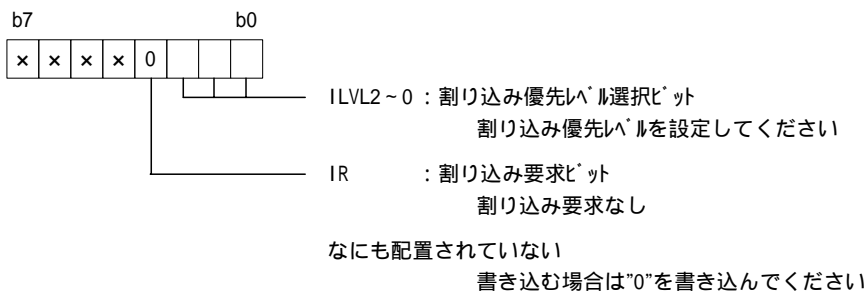 b7 b0
× × × × 0
ILVL2~0 : 割り込み優先ﾚﾍﾞﾙ選択ﾋﾞｯﾄ
割り込み優先ﾚﾍﾞﾙを設定してください
IR : 割り込み要求ﾋﾞｯﾄ
割り込み要求なし
なにも配置されていない
書き込む場合は”0”を書き込んでください